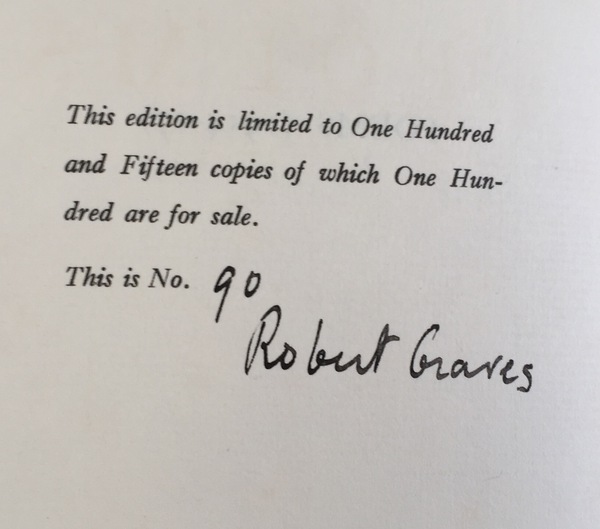 This edition is limited to One Hundred
and Fifteen copies of which One Hun-
dred are for sale.
This is No. 90
Robert Graves